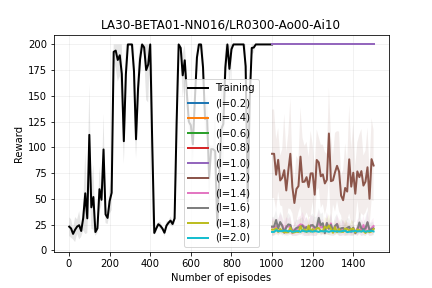 LA30-BETA01-NN016/LR0300-Ao00-Ai10
200
175
150
125
100
75
50
25
0
Reward
Training
(l=0.2)
(l=0.4)
(l=0.6)
(l=0.8)
(l=1.0)
(l=1.2)
(l=1.4)
(l=1.6)
(l=1.8)
(l=2.0)
0 200 400 600 800 1000 1200 1400
Number of episodes